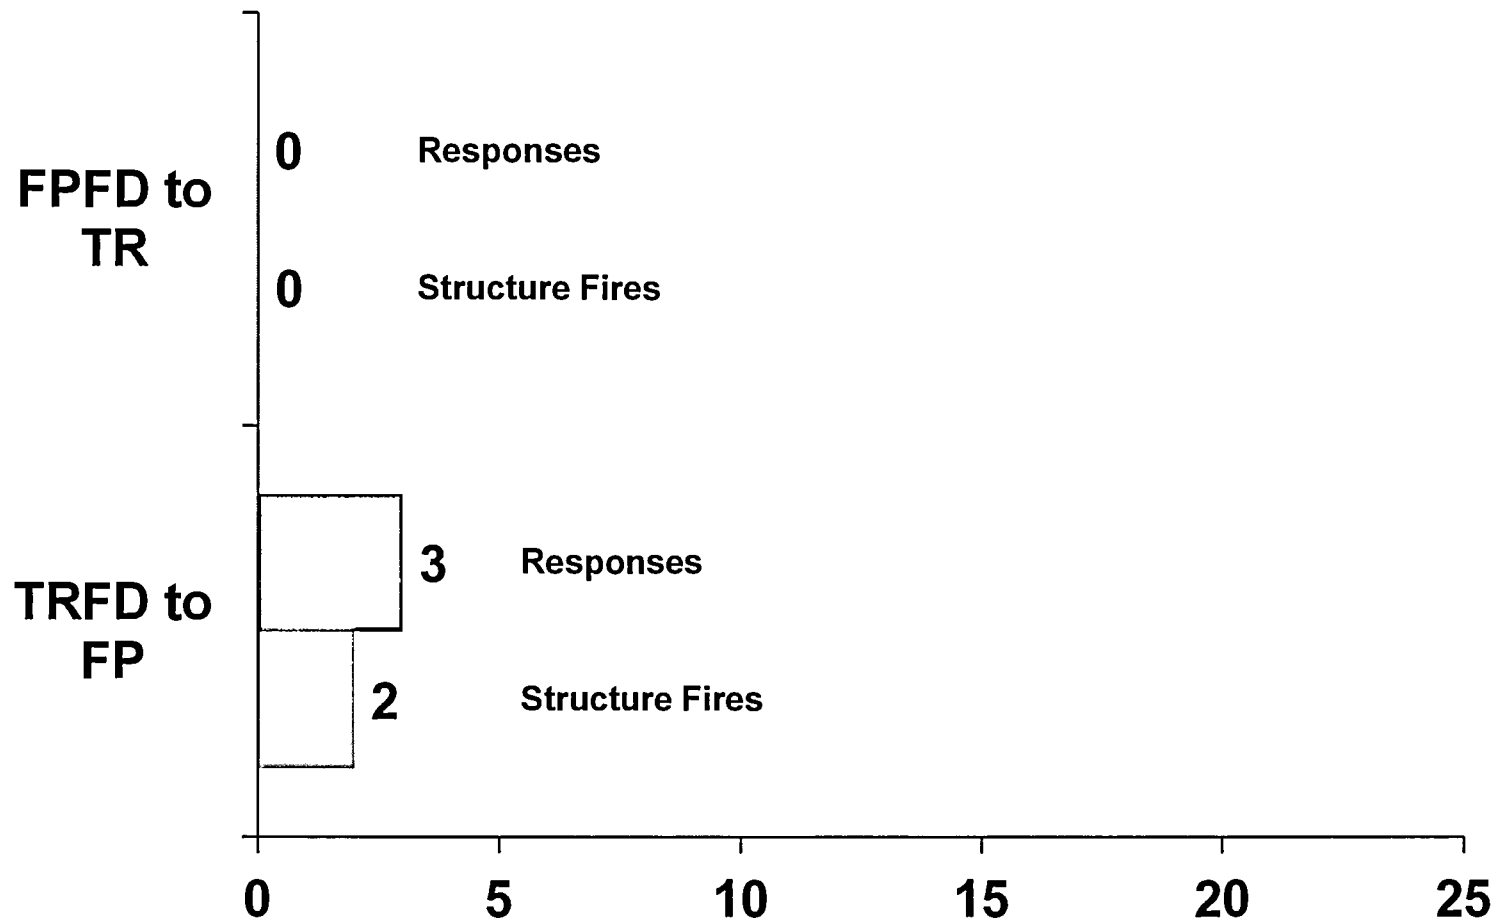 FPFD to
TR
0 Responses
0 Structure Fires
TRFD to
FP
3 Responses
2 Structure Fires
0 5 10 15 20 25